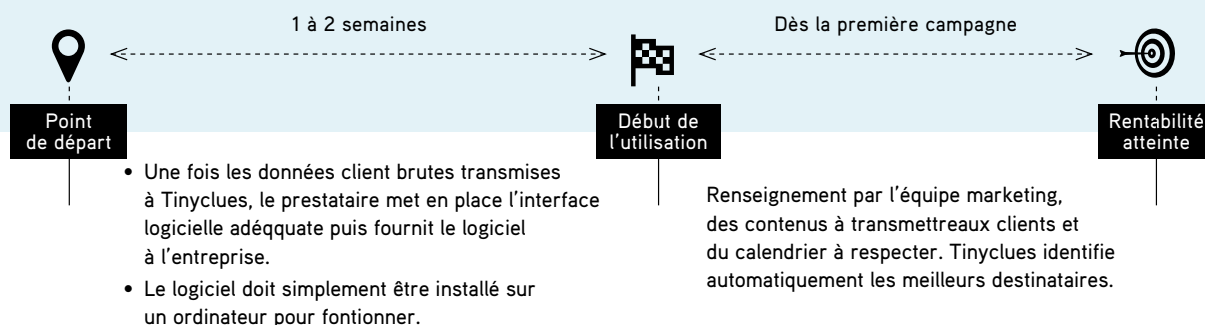 1 à 2 semaines
Dès la première campagne
Point
de départ
Début de
l'utilisation
Rentabilité
atteinte
• Une fois les données client brutes transmises
à Tinyclues, le prestataire met en place l'interface
logicielle adéqquate puis fournit le logiciel
à l'entreprise.
• Le logiciel doit simplement être installé sur
un ordinateur pour fontionner.
Renseignement par l'équipe marketing,
des contenus à transmettreaux clients et
du calendrier à respecter. Tinyclues identifie
automatiquement les meilleurs destinataires.